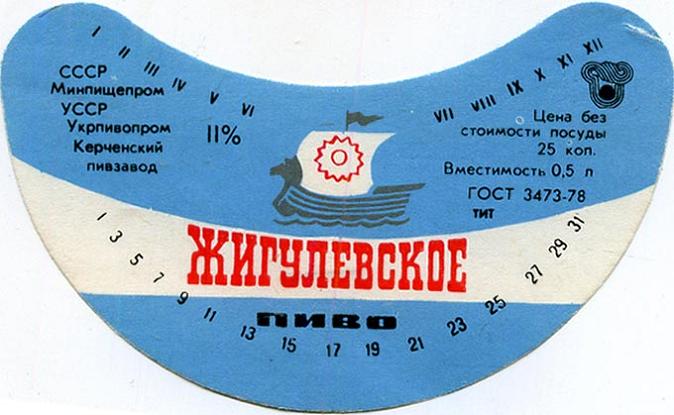 I II III IV V VI VII VIII IX X XI XII
СССР
Минпищепром
УССР
Укрпивопром
Керченский
пивзавод
11%
Цена без
стоимости посуды
25 коп.
Вместимость 0,5 л
ГОСТ 3473-78
ТИТ
ЖИГУЛЕВСКОЕ
ПИВО
1 3 5 7 9 11 13 15 17 19 21 23 25 27 29 31